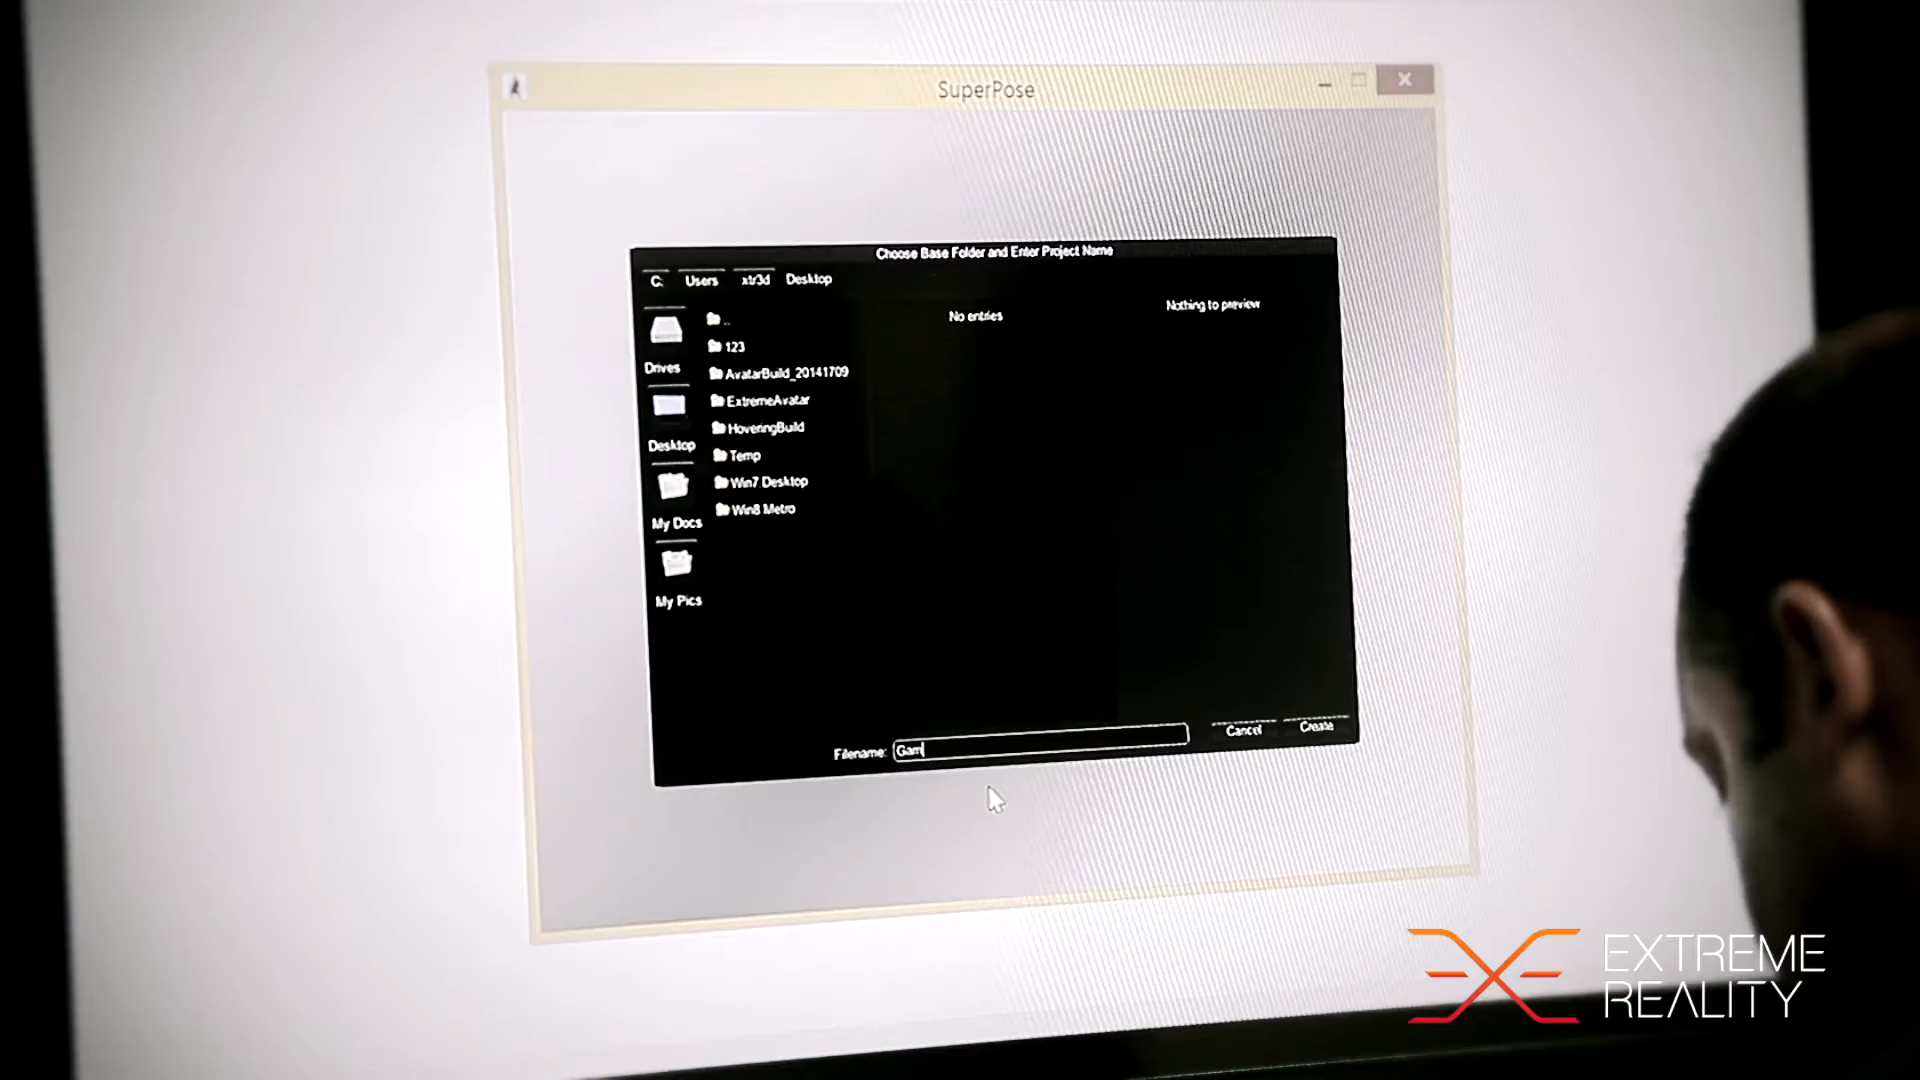 SuperPose
Choose Base Folder and Enter Project Name
C: Users xtr3d Desktop
Drives
Desktop
My Docs
My Pics
..
123
AvatarBuild_20141709
ExtremeAvatar
HoveringBuild
Temp
Win7 Desktop
Win8 Metro
No entries
Nothing to preview
Filename: Gam
Cancel Create
EXTREME
REALITY